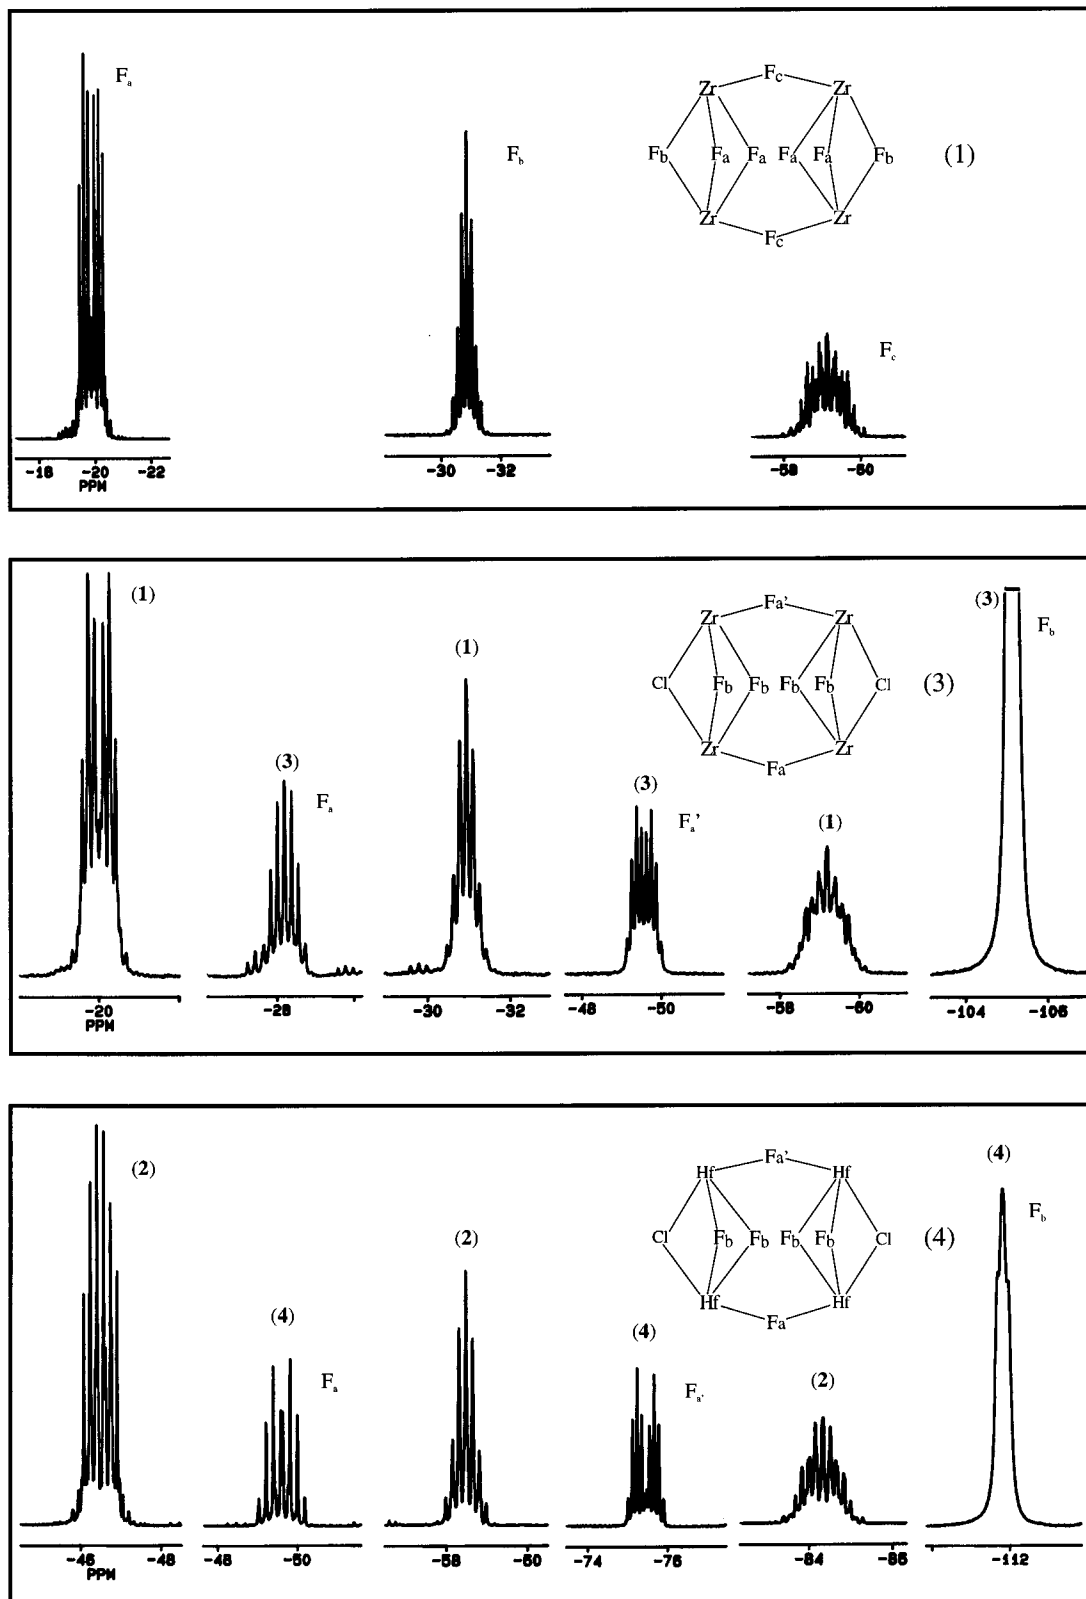 Fₐ
F_b
Fc
Zr Zr
Fb Fa Fa Fa Fa Fb (1)
Zr Zr
Fc
F_c
-18 -20 -22
PPM
-30 -32
-58 -60
(1)
(3)
Fₐ
(1)
Fa'
Zr Zr
Cl Fb Fb Fb Fb Cl (3)
Zr Zr
Fa
(3)
Fₐ'
(1)
(3)
F_b
-20
PPM
-28
-30 -32
-48 -50
-58 -60
-104 -106
(2)
(4)
Fₐ
(2)
Fa'
Hf Hf
Cl Fb Fb Fb Fb Cl (4)
Hf Hf
Fa
(4)
Fₐ'
(2)
(4)
F_b
-46 -48
PPM
-48 -50
-58 -60
-74 -76
-84 -86
-112